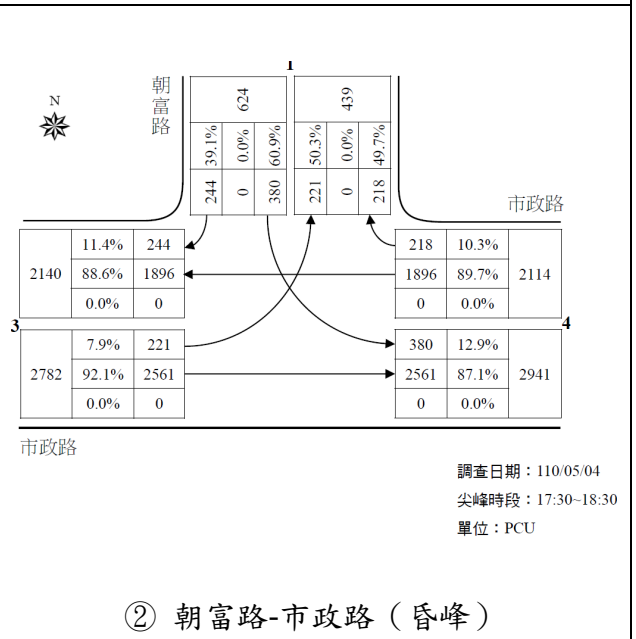 1
N
朝富路
624
439
39.1% 0.0% 60.9%
50.3% 0.0% 49.7%
244 0 380
221 0 218
市政路
2140
11.4% 244
88.6% 1896
0.0% 0
218 10.3%
1896 89.7%
0 0.0%
2114
3
4
2782
7.9% 221
92.1% 2561
0.0% 0
380 12.9%
2561 87.1%
0 0.0%
2941
市政路
調查日期：110/05/04
尖峰時段：17:30~18:30
單位：PCU
② 朝富路-市政路（昏峰）